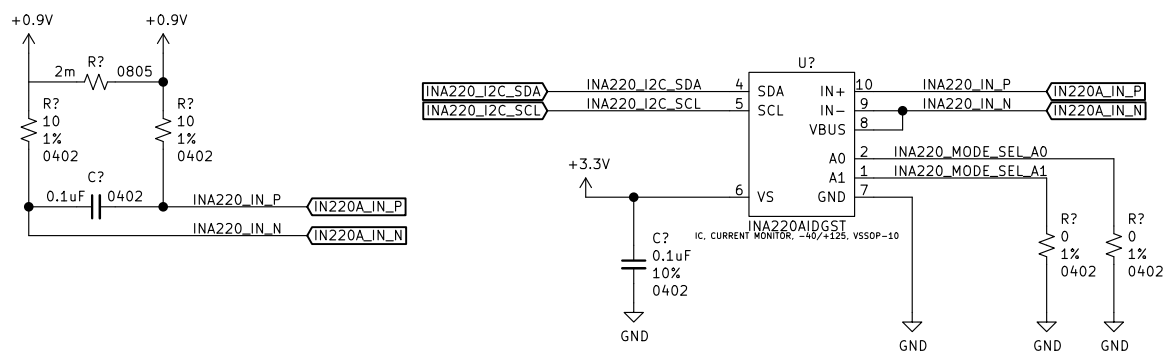 +0.9V
+0.9V
R?
2m
0805
R?
10
1%
0402
R?
10
1%
0402
C?
0.1uF
0402
INA220_IN_P
IN220A_IN_P
INA220_IN_N
IN220A_IN_N
U?
INA220_I2C_SDA
INA220_I2C_SDA
4
SDA
INA220_I2C_SCL
INA220_I2C_SCL
5
SCL
IN+
10
INA220_IN_P
IN220A_IN_P
IN-
9
INA220_IN_N
IN220A_IN_N
VBUS
8
A0
2
INA220_MODE_SEL_A0
A1
1
INA220_MODE_SEL_A1
+3.3V
6
VS
GND
7
INA220AIDGST
IC, CURRENT MONITOR, -40/+125, VSSOP-10
C?
0.1uF
10%
0402
GND
GND
R?
0
1%
0402
GND
R?
0
1%
0402
GND